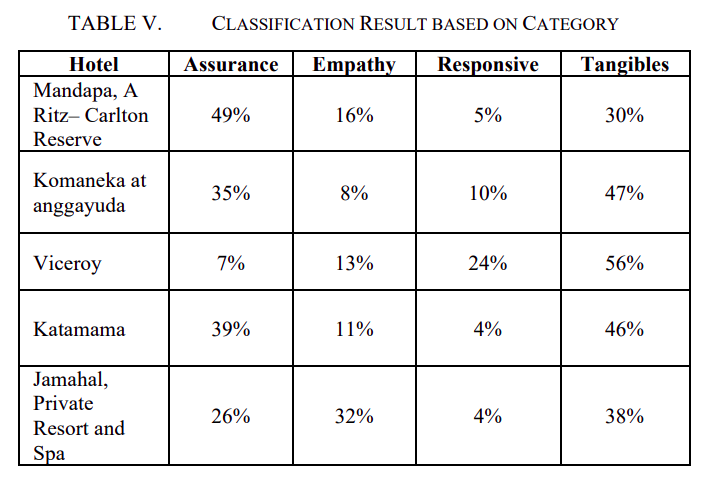 TABLE V. CLASSIFICATION RESULT BASED ON CATEGORY
Hotel Assurance Empathy Responsive Tangibles
Mandapa, A
Ritz– Carlton
Reserve
49% 16% 5% 30%
Komaneka at
anggayuda
35% 8% 10% 47%
Viceroy 7% 13% 24% 56%
Katamama 39% 11% 4% 46%
Jamahal,
Private
Resort and
Spa
26% 32% 4% 38%